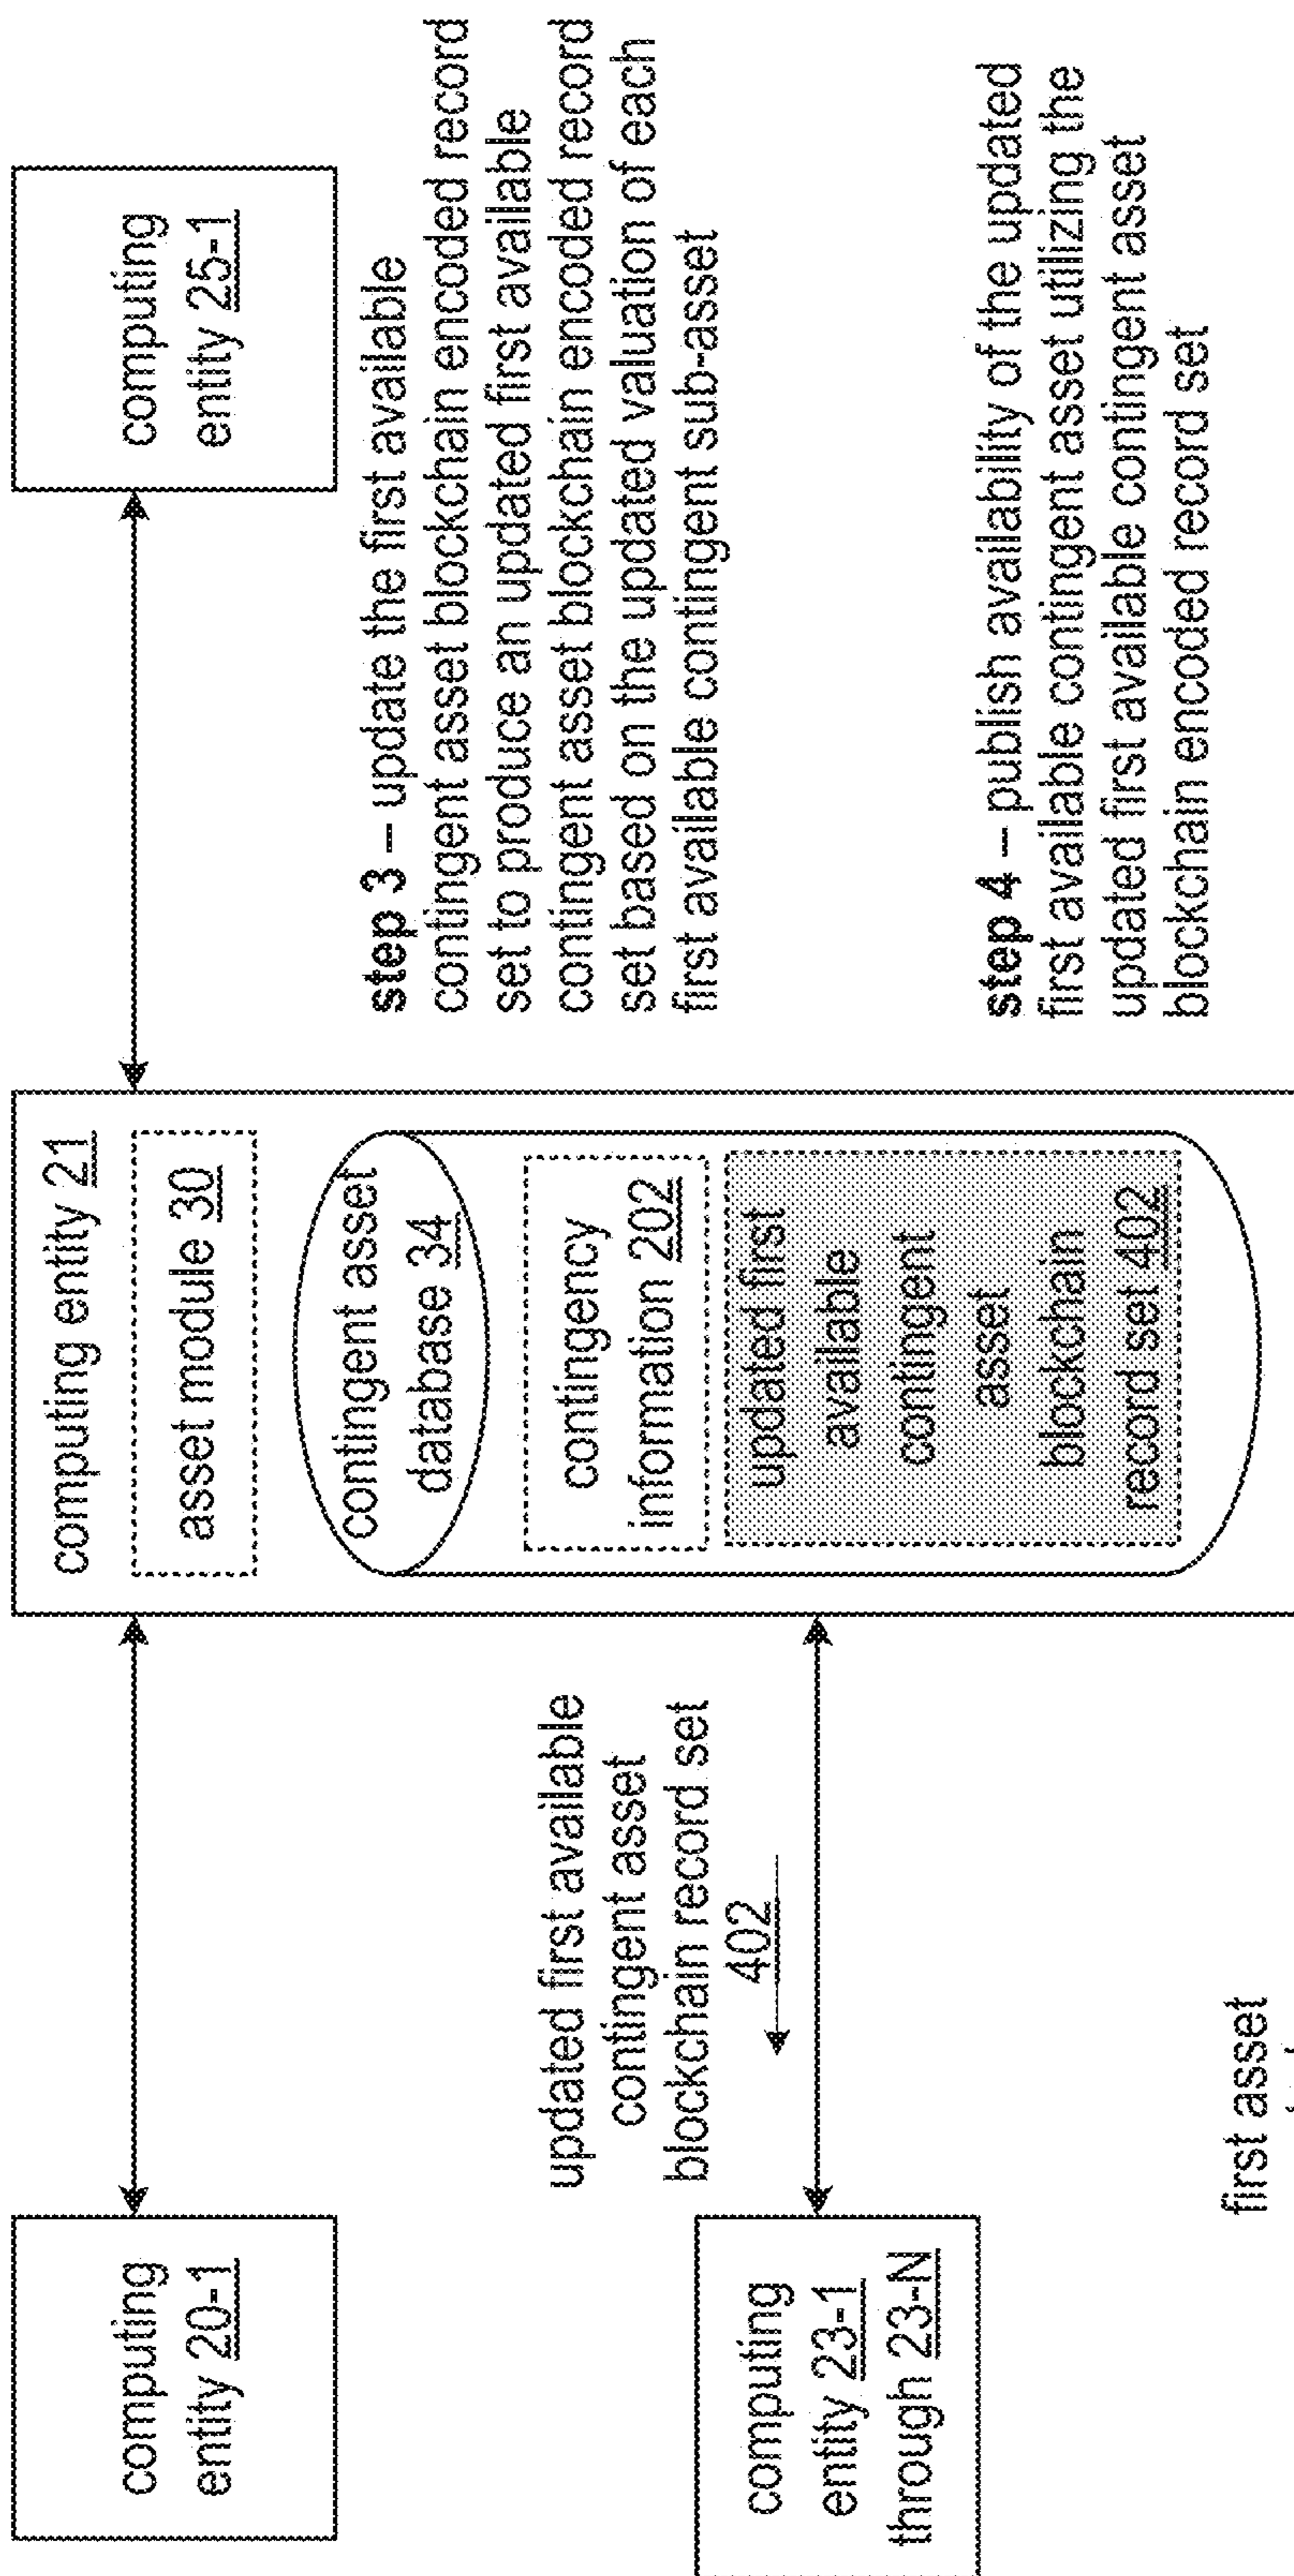 computing
entity 20-1
computing
entity 23-1
through 23-N
updated first available
contingent asset
blockchain record set
402
first asset
computing entity 21
asset module 30
contingent asset
database 34
contingency
information 202
updated first
available
contingent
asset
blockchain
record set 402
computing
entity 25-1
step 3 – update the first available
contingent asset blockchain encoded record
set to produce an updated first available
contingent asset blockchain encoded record
set based on the updated valuation of each
first available contingent sub-asset
step 4 – publish availability of the updated
first available contingent asset utilizing the
updated first available contingent asset
blockchain encoded record set